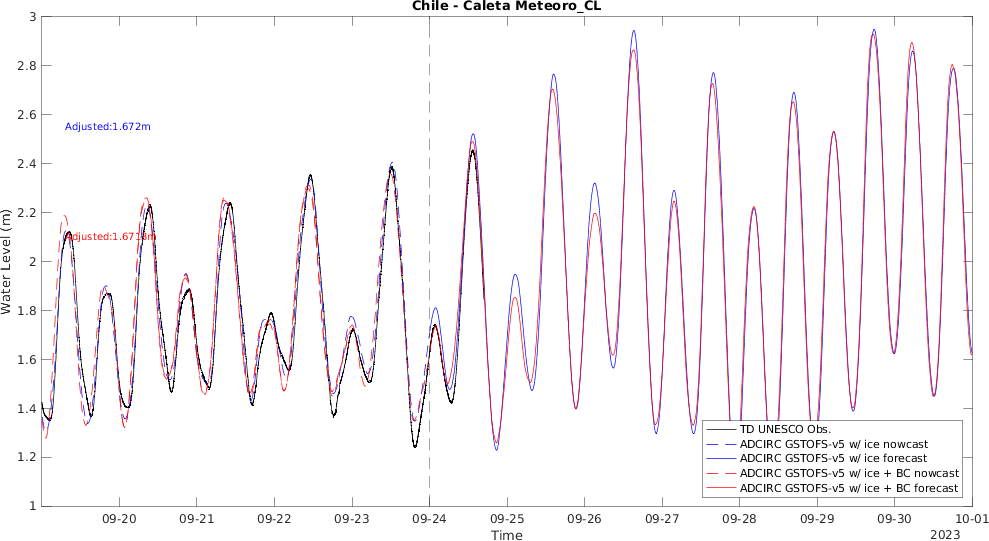 Chile - Caleta Meteoro_CL
3
2.8
2.6
2.4
2.2
2
1.8
1.6
1.4
1.2
1
Water Level (m)
Adjusted:1.672m
TD UNESCO Obs.
ADCIRC GSTOFS-v5 w/ ice nowcast
ADCIRC GSTOFS-v5 w/ ice forecast
ADCIRC GSTOFS-v5 w/ ice + BC nowcast
ADCIRC GSTOFS-v5 w/ ice + BC forecast
09-20 09-21 09-22 09-23 09-24 09-25 09-26 09-27 09-28 09-29 09-30 10-01
Time
2023